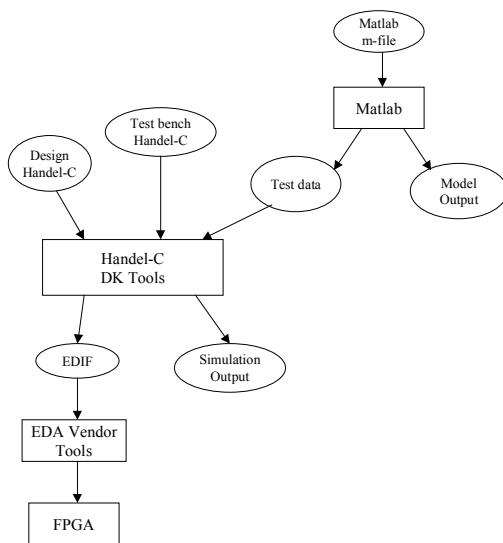 Matlab
m-file
Matlab
Test bench
Handel-C
Design
Handel-C
Test data
Model
Output
Handel-C
DK Tools
EDIF
Simulation
Output
EDA Vendor
Tools
FPGA